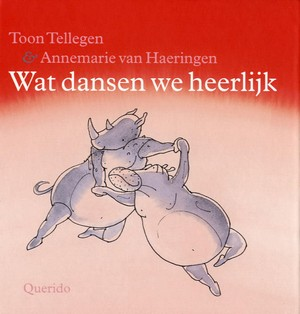 Toon Tellegen
& Annemarie van Haeringen
Wat dansen we heerlijk
Querido